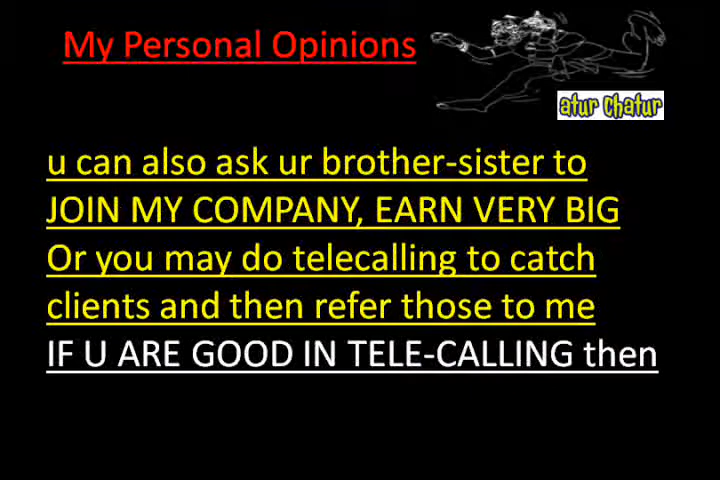 My Personal Opinions
atur chatur
u can also ask ur brother-sister to
JOIN MY COMPANY, EARN VERY BIG
Or you may do telecalling to catch
clients and then refer those to me
IF U ARE GOOD IN TELE-CALLING then